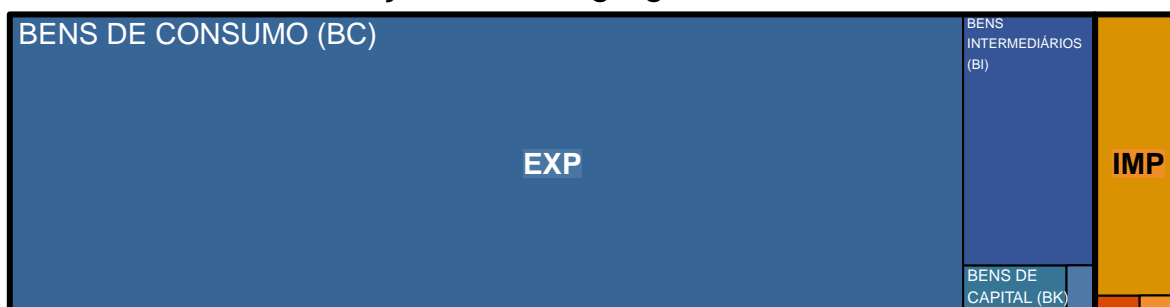 BENS DE CONSUMO (BC)
BENS
INTERMEDIÁRIOS
(BI)
EXP
IMP
BENS DE
CAPITAL (BK)